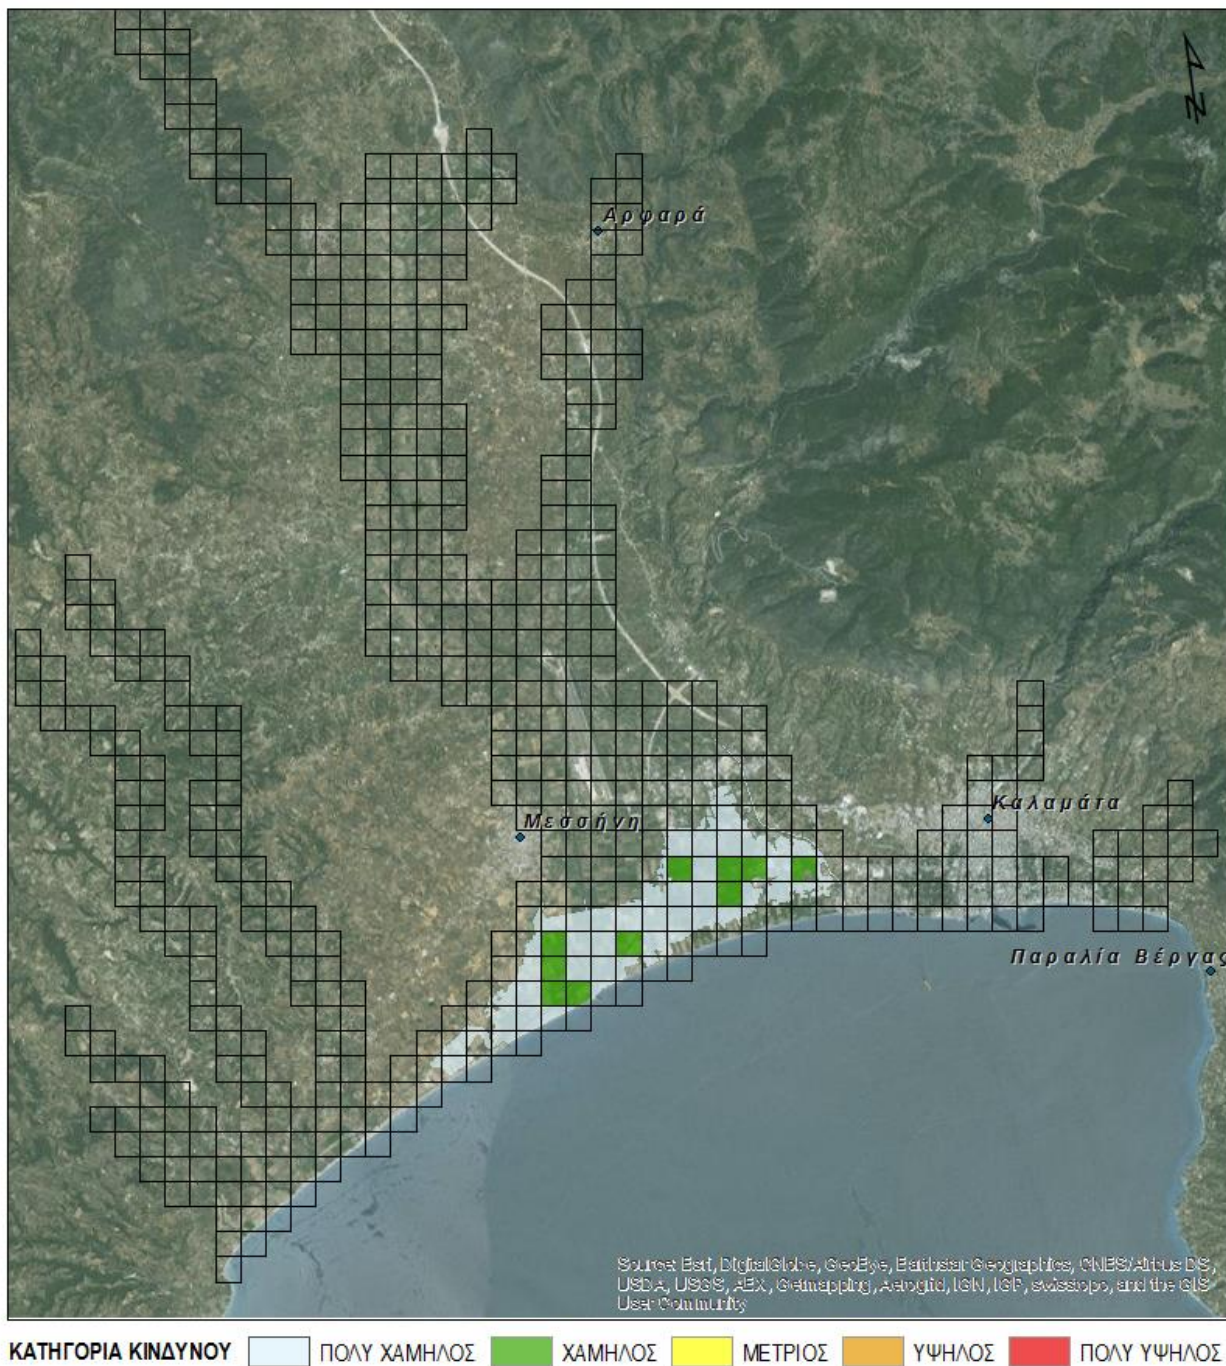 N
Αρφαρά
Καλαμάτα
Μεσσήνη
Παραλία Βέργας
Source: Esri, DigitalGlobe, GeoEye, Earthstar Geographics, CNES/Airbus DS,
USDA, USGS, AEX, Getmapping, Aerogrid, IGN, IGP, swisstopo, and the GIS
User Community
ΚΑΤΗΓΟΡΙΑ ΚΙΝΔΥΝΟΥ ΠΟΛΥ ΧΑΜΗΛΟΣ ΧΑΜΗΛΟΣ ΜΕΤΡΙΟΣ ΥΨΗΛΟΣ ΠΟΛΥ ΥΨΗΛΟΣ